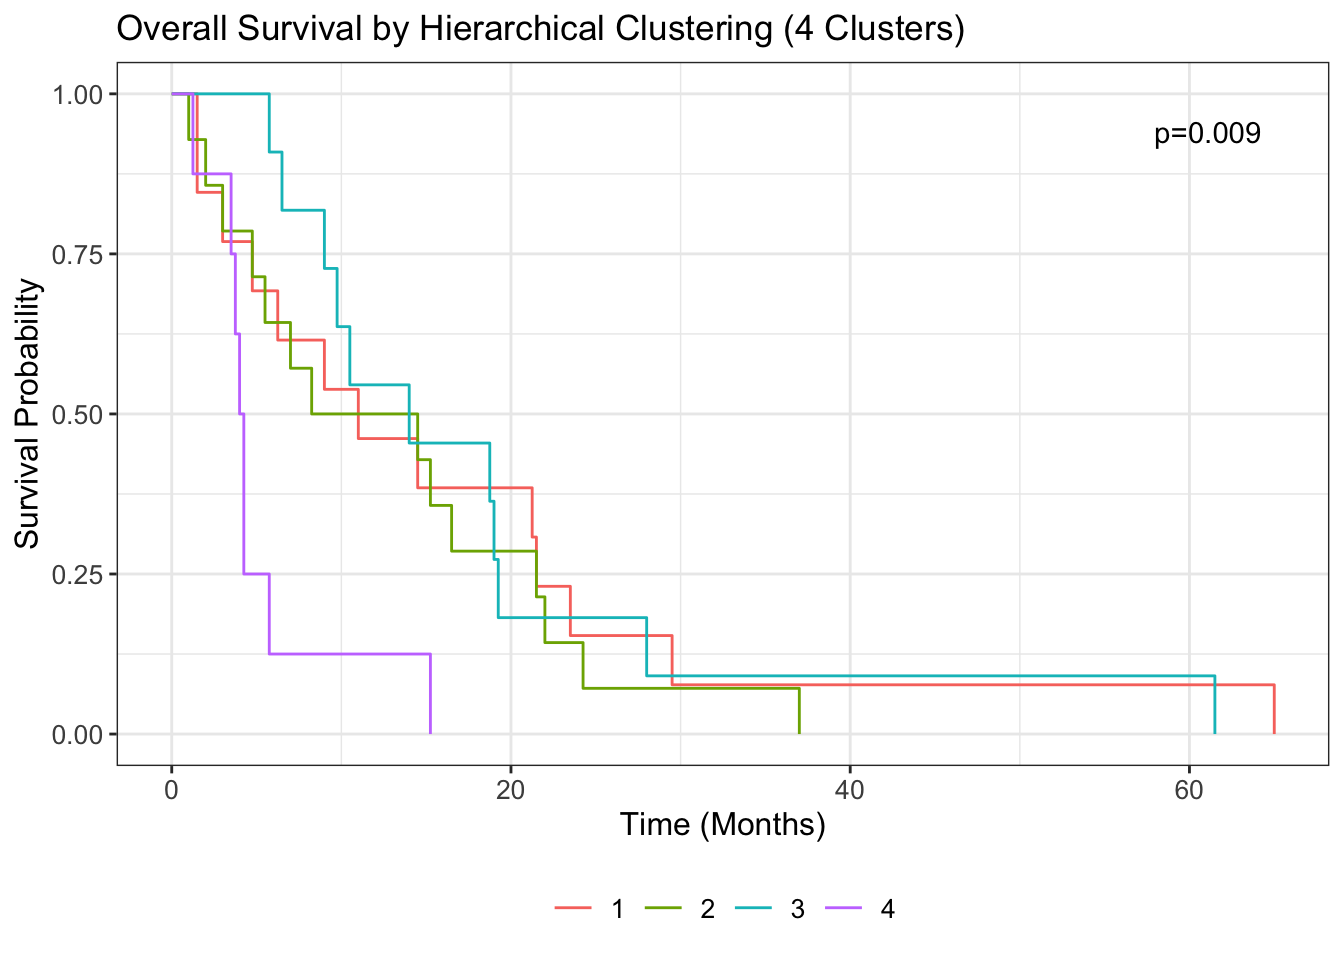 Overall Survival by Hierarchical Clustering (4 Clusters)
p=0.009
1.00
0.75
0.50
0.25
0.00
Survival Probability
0 20 40 60
Time (Months)
1 2 3 4